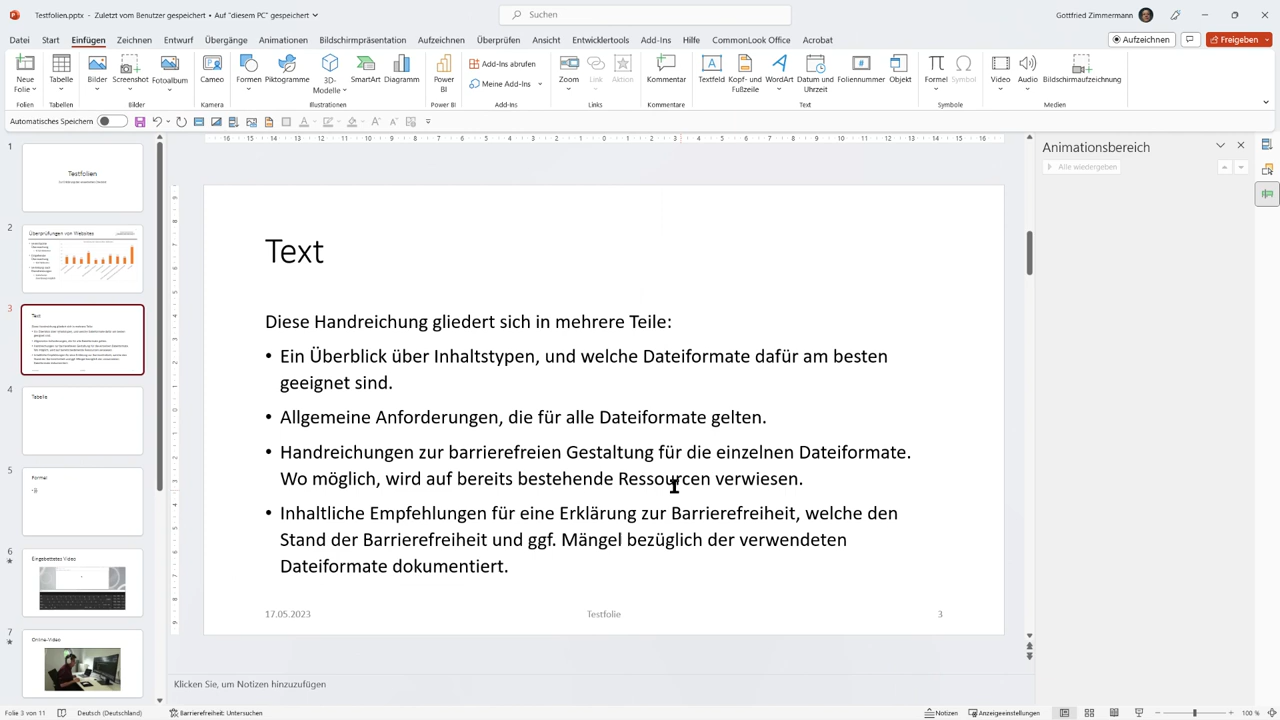 Testfolien.pptx - Zuletzt vom Benutzer gespeichert • Auf "diesem PC" gespeichert
Suchen
Gottfried Zimmermann
Datei Start Einfügen Zeichnen Entwurf Übergänge Animationen Bildschirmpräsentation Aufzeichnen Überprüfen Ansicht Entwicklertools Add-Ins Hilfe CommonLook Office Acrobat
Aufzeichnen Freigeben
Neue Folie Tabelle Bilder Screenshot Fotoalbum Cameo Formen Piktogramme 3D-Modelle SmartArt Diagramm Power BI Add-Ins abrufen Meine Add-Ins Zoom Link Aktion Kommentar Textfeld Kopf- und Fußzeile WordArt Datum und Uhrzeit Foliennummer Objekt Formel Symbol Video Audio Bildschirmaufzeichnung
Folien Tabellen Bilder Kamera Illustrationen Power BI Add-Ins Links Kommentare Text Symbole Medien
Automatisches Speichern
Animationsbereich
Alle wiedergeben
1
Testfolien
2
Überprüfungen von Websites
3
Text
4
Tabelle
5
Formel
6
Eingebettetes Video
7
Online-Video
Text
Diese Handreichung gliedert sich in mehrere Teile:
• Ein Überblick über Inhaltstypen, und welche Dateiformate dafür am besten
geeignet sind.
• Allgemeine Anforderungen, die für alle Dateiformate gelten.
• Handreichungen zur barrierefreien Gestaltung für die einzelnen Dateiformate.
Wo möglich, wird auf bereits bestehende Ressourcen verwiesen.
• Inhaltliche Empfehlungen für eine Erklärung zur Barrierefreiheit, welche den
Stand der Barrierefreiheit und ggf. Mängel bezüglich der verwendeten
Dateiformate dokumentiert.
17.05.2023 Testfolie 3
Klicken Sie, um Notizen hinzuzufügen
Folie 3 von 11 Deutsch (Deutschland) Barrierefreiheit: Untersuchen Notizen Anzeigeeinstellungen 100 %